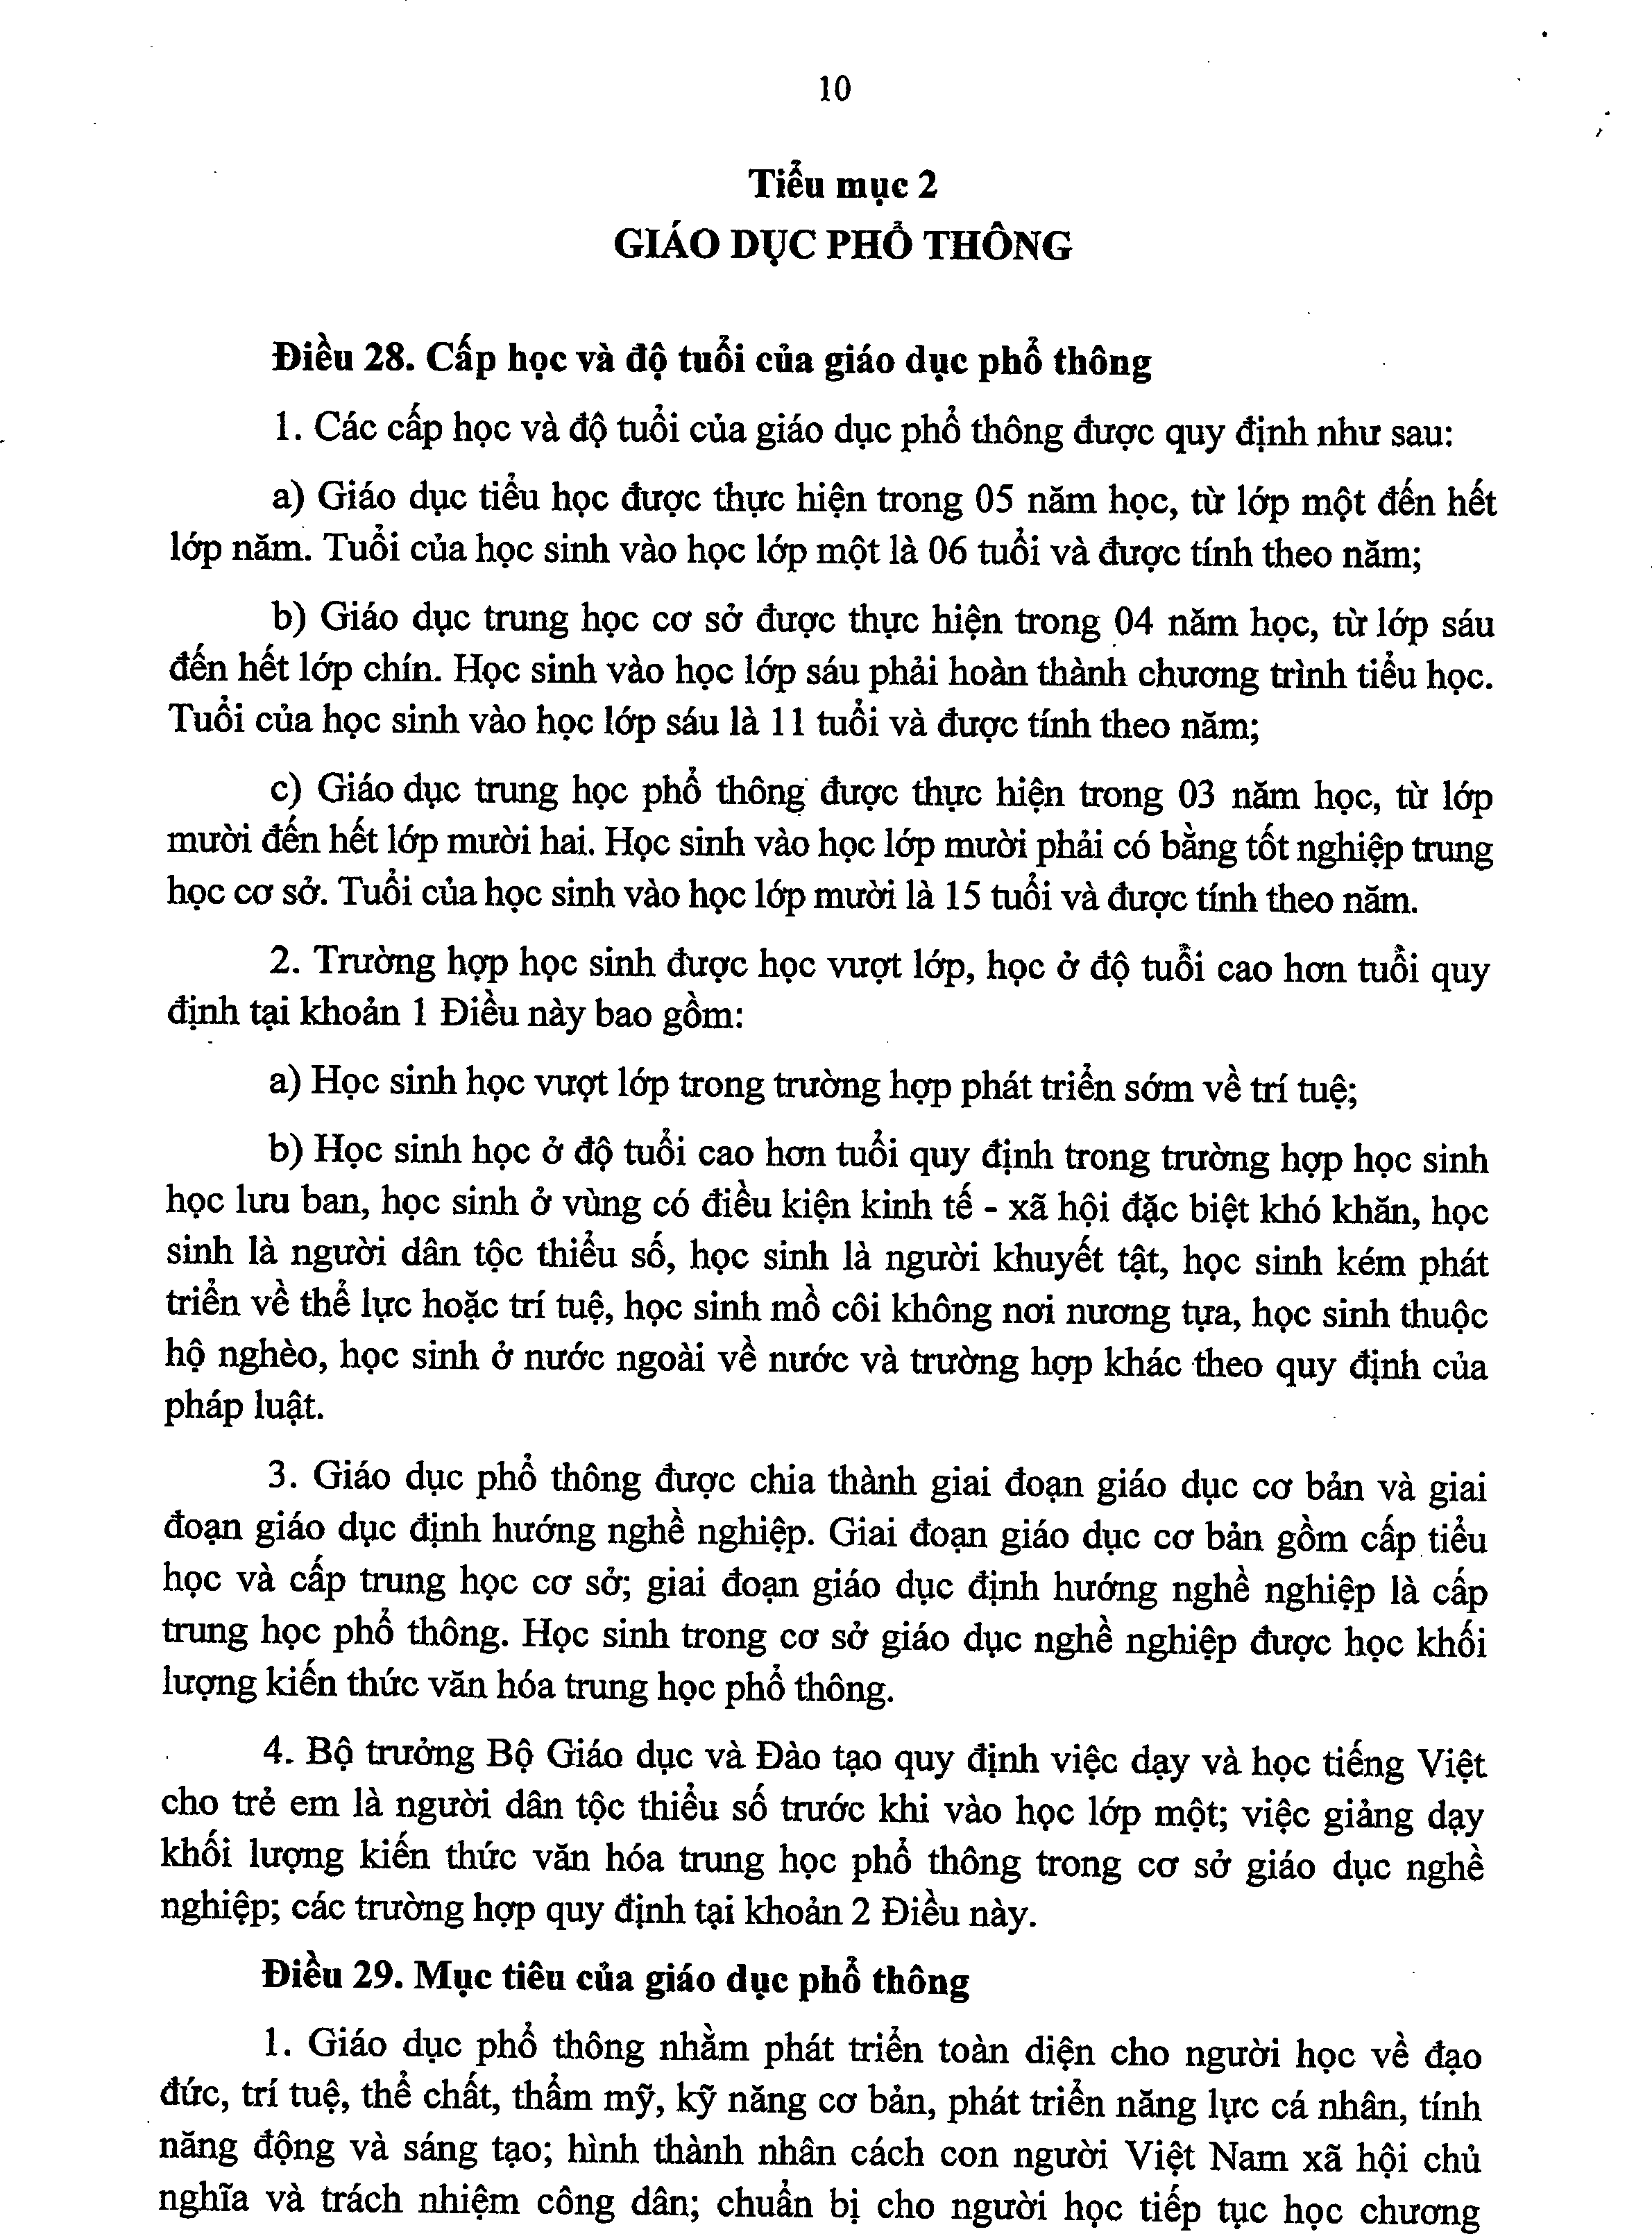 10
Tiểu mục 2
GIÁO DỤC PHỔ THÔNG
Điều 28. Cấp học và độ tuổi của giáo dục phổ thông
1. Các cấp học và độ tuổi của giáo dục phổ thông được quy định như sau:
a) Giáo dục tiểu học được thực hiện trong 05 năm học, từ lớp một đến hết
lớp năm. Tuổi của học sinh vào học lớp một là 06 tuổi và được tính theo năm;
b) Giáo dục trung học cơ sở được thực hiện trong 04 năm học, từ lớp sáu
đến hết lớp chín. Học sinh vào học lớp sáu phải hoàn thành chương trình tiểu học.
Tuổi của học sinh vào học lớp sáu là 11 tuổi và được tính theo năm;
c) Giáo dục trung học phổ thông được thực hiện trong 03 năm học, từ lớp
mười đến hết lớp mười hai. Học sinh vào học lớp mười phải có bằng tốt nghiệp trung
học cơ sở. Tuổi của học sinh vào học lớp mười là 15 tuổi và được tính theo năm.
2. Trường hợp học sinh được học vượt lớp, học ở độ tuổi cao hơn tuổi quy
định tại khoản 1 Điều này bao gồm:
a) Học sinh học vượt lớp trong trường hợp phát triển sớm về trí tuệ;
b) Học sinh học ở độ tuổi cao hơn tuổi quy định trong trường hợp học sinh
học lưu ban, học sinh ở vùng có điều kiện kinh tế - xã hội đặc biệt khó khăn, học
sinh là người dân tộc thiểu số, học sinh là người khuyết tật, học sinh kém phát
triển về thể lực hoặc trí tuệ, học sinh mồ côi không nơi nương tựa, học sinh thuộc
hộ nghèo, học sinh ở nước ngoài về nước và trường hợp khác theo quy định của
pháp luật.
3. Giáo dục phổ thông được chia thành giai đoạn giáo dục cơ bản và giai
đoạn giáo dục định hướng nghề nghiệp. Giai đoạn giáo dục cơ bản gồm cấp tiểu
học và cấp trung học cơ sở; giai đoạn giáo dục định hướng nghề nghiệp là cấp
trung học phổ thông. Học sinh trong cơ sở giáo dục nghề nghiệp được học khối
lượng kiến thức văn hóa trung học phổ thông.
4. Bộ trưởng Bộ Giáo dục và Đào tạo quy định việc dạy và học tiếng Việt
cho trẻ em là người dân tộc thiểu số trước khi vào học lớp một; việc giảng dạy
khối lượng kiến thức văn hóa trung học phổ thông trong cơ sở giáo dục nghề
nghiệp; các trường hợp quy định tại khoản 2 Điều này.
Điều 29. Mục tiêu của giáo dục phổ thông
1. Giáo dục phổ thông nhằm phát triển toàn diện cho người học về đạo
đức, trí tuệ, thể chất, thẩm mỹ, kỹ năng cơ bản, phát triển năng lực cá nhân, tính
năng động và sáng tạo; hình thành nhân cách con người Việt Nam xã hội chủ
nghĩa và trách nhiệm công dân; chuẩn bị cho người học tiếp tục học chương